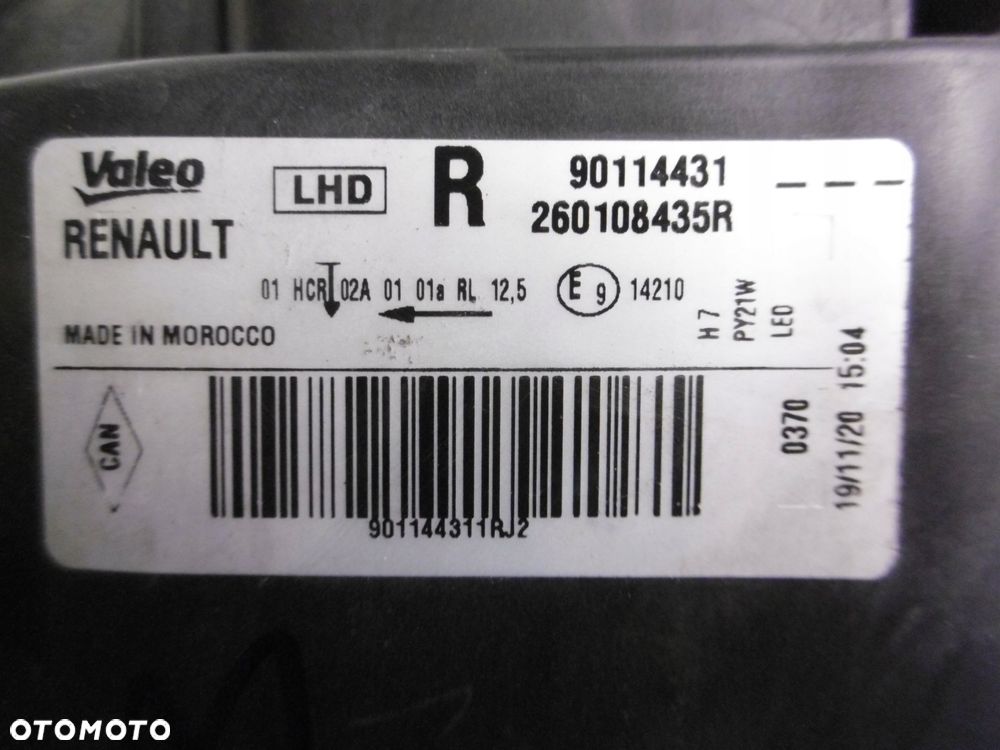 Valeo
RENAULT
LHD
R
90114431
260108435R
01 HCR 02A 01 01a RL 12,5
E 9
14210
H7
PY21W
LED
MADE IN MOROCCO
CAN
901144311RJ2
0370
19/11/20 15:04
OTOMOTO